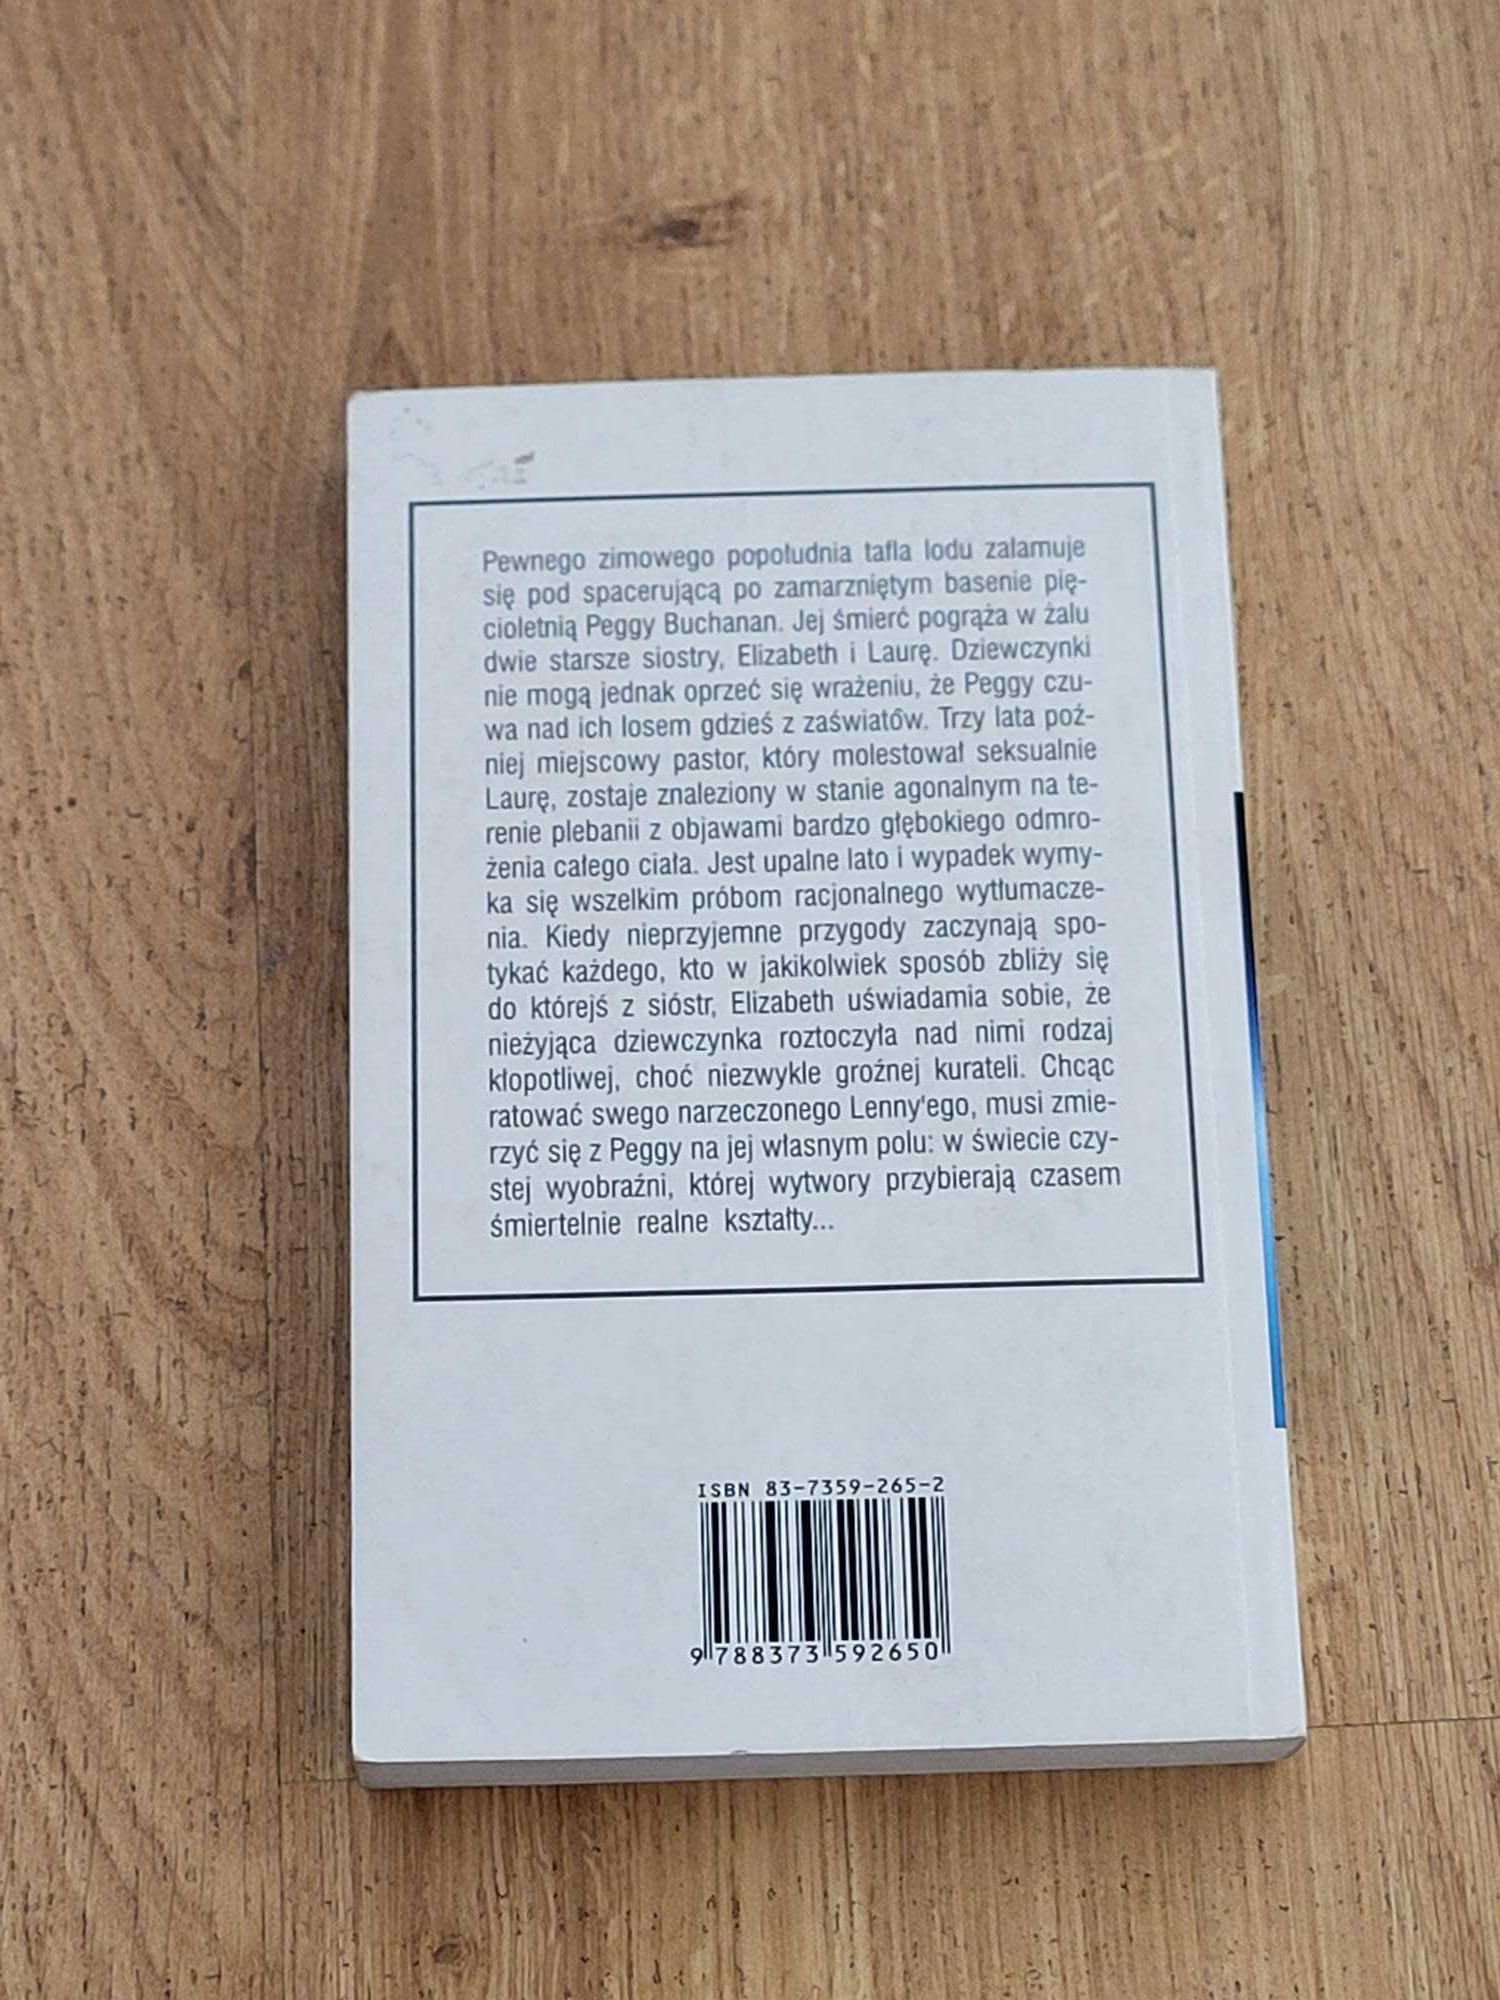 Pewnego zimowego popołudnia tafla lodu załamuje
się pod spacerującą po zamarzniętym basenie pię-
cioletnią Peggy Buchanan. Jej śmierć pogrąża w żalu
dwie starsze siostry, Elizabeth i Laurę. Dziewczynki
nie mogą jednak oprzeć się wrażeniu, że Peggy czu-
wa nad ich losem gdzieś z zaświatów. Trzy lata póź-
niej miejscowy pastor, który molestował seksualnie
Laurę, zostaje znaleziony w stanie agonalnym na te-
renie plebanii z objawami bardzo głębokiego odmro-
żenia całego ciała. Jest upalne lato i wypadek wymy-
ka się wszelkim próbom racjonalnego wytłumacze-
nia. Kiedy nieprzyjemne przygody zaczynają spo-
tykać każdego, kto w jakikolwiek sposób zbliży się
do którejś z sióstr, Elizabeth uświadamia sobie, że
nieżyjąca dziewczynka roztoczyła nad nimi rodzaj
kłopotliwej, choć niezwykle groźnej kurateli. Chcąc
ratować swego narzeczonego Lenny'ego, musi zmie-
rzyć się z Peggy na jej własnym polu: w świecie czy-
stej wyobraźni, której wytwory przybierają czasem
śmiertelnie realne kształty...
ISBN 83-7359-265-2
9 788373 592650